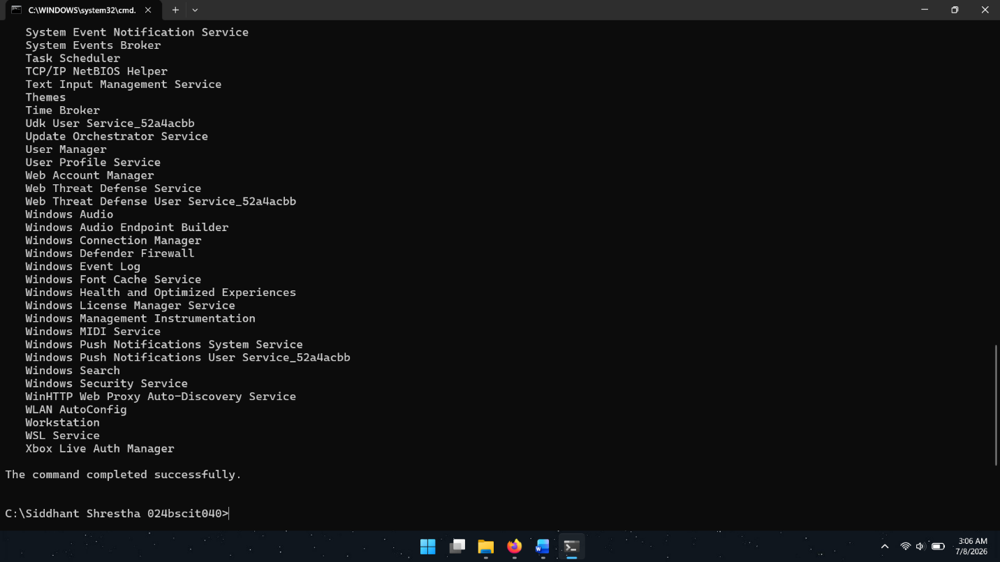 C:\WINDOWS\system32\cmd.
System Event Notification Service
System Events Broker
Task Scheduler
TCP/IP NetBIOS Helper
Text Input Management Service
Themes
Time Broker
Udk User Service_52a4acbb
Update Orchestrator Service
User Manager
User Profile Service
Web Account Manager
Web Threat Defense Service
Web Threat Defense User Service_52a4acbb
Windows Audio
Windows Audio Endpoint Builder
Windows Connection Manager
Windows Defender Firewall
Windows Event Log
Windows Font Cache Service
Windows Health and Optimized Experiences
Windows License Manager Service
Windows Management Instrumentation
Windows MIDI Service
Windows Push Notifications System Service
Windows Push Notifications User Service_52a4acbb
Windows Search
Windows Security Service
WinHTTP Web Proxy Auto-Discovery Service
WLAN AutoConfig
Workstation
WSL Service
Xbox Live Auth Manager
The command completed successfully.
C:\Siddhant Shrestha 024bscit040>
3:06 AM
7/8/2026